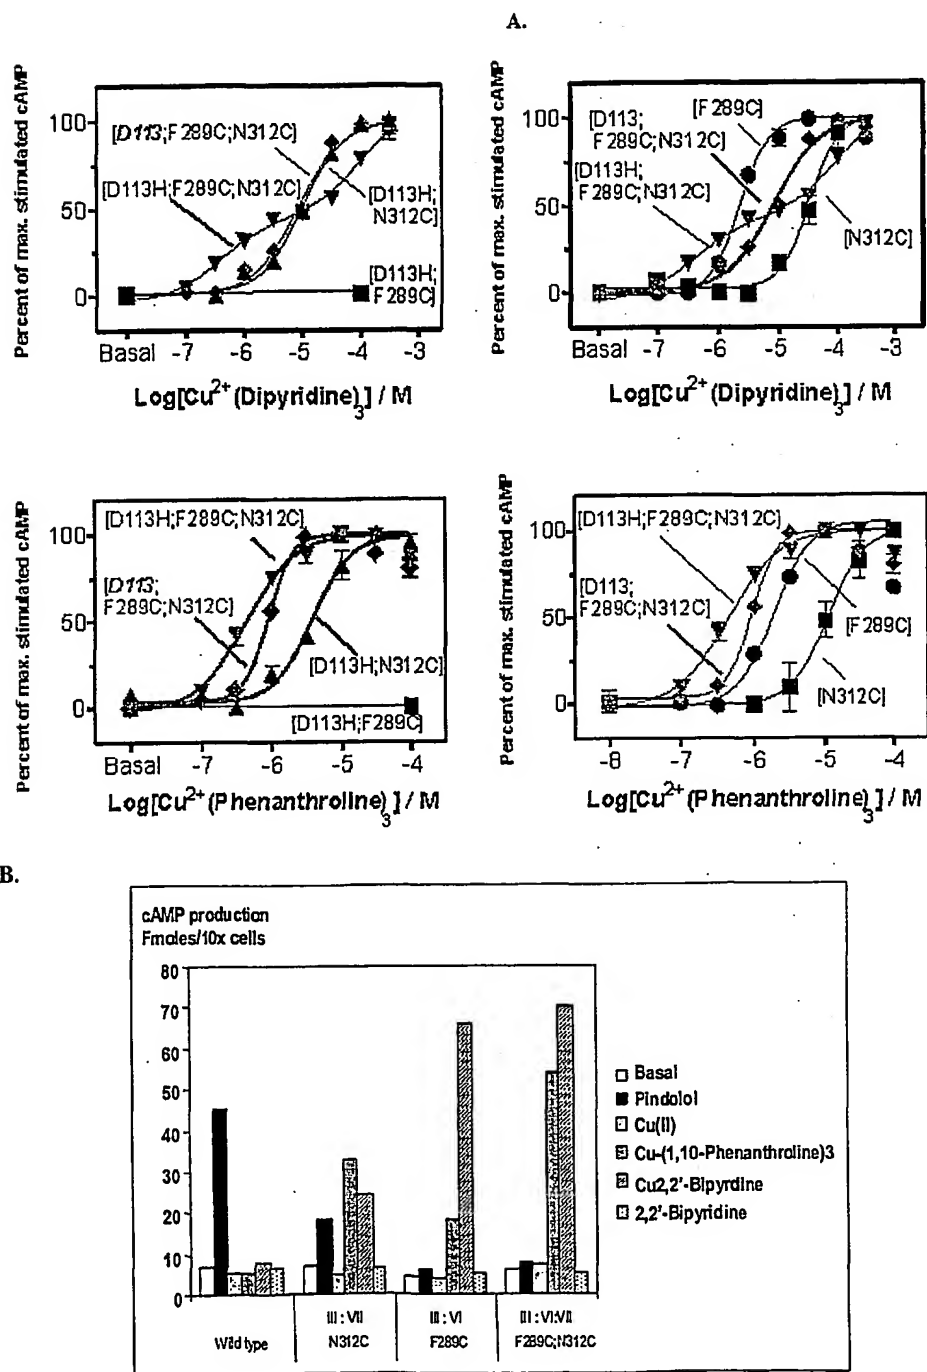 A.
Percent of max. stimulated cAMP
100
50
0
[D113;F289C;N312C]
[D113H;F289C;N312C]
[D113H;
N312C]
[D113H;
F289C]
Basal -7 -6 -5 -4 -3
Log[Cu2+(Dipyridine)3] / M
Percent of max. stimulated cAMP
100
50
0
[F289C]
[D113;
F289C;N312C]
[D113H;
F289C;N312C]
[N312C]
Basal -7 -6 -5 -4 -3
Log[Cu2+(Dipyridine)3] / M
Percent of max. stimulated cAMP
100
50
0
[D113H;F289C;N312C]
[D113;
F289C;N312C]
[D113H;N312C]
[D113H;F289C]
Basal -7 -6 -5 -4
Log[Cu2+(Phenanthroline)3] / M
Percent of max. stimulated cAMP
100
50
0
[D113H;F289C;N312C]
[D113;
F289C;N312C]
[F289C]
[N312C]
-8 -7 -6 -5 -4
Log[Cu2+(Phenanthroline)3] / M
B.
cAMP production
Fmoles/10x cells
80
70
60
50
40
30
20
10
0
Wild type
III : VII
N312C
III : VI
F289C
III : VI:VII
F289C;N312C
Basal
Pindolol
Cu(II)
Cu-(1,10-Phenanthroline)3
Cu2,2'-Bipyrdine
2,2'-Bipyridine